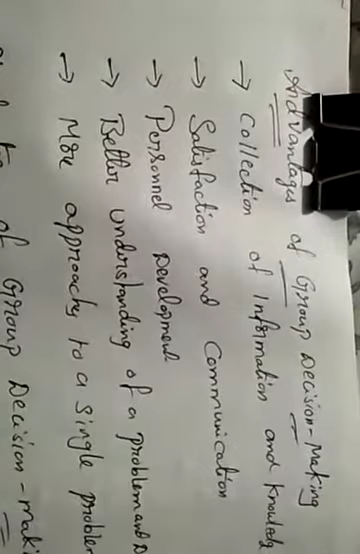 Advantages of Group Decision-Making
→ Collection of Information and Knowledg
→ Satisfaction and Communication
→ Personnel Development
→ Better understanding of a problem and D
→ More approachs to a single problem
of Group Decision-maki